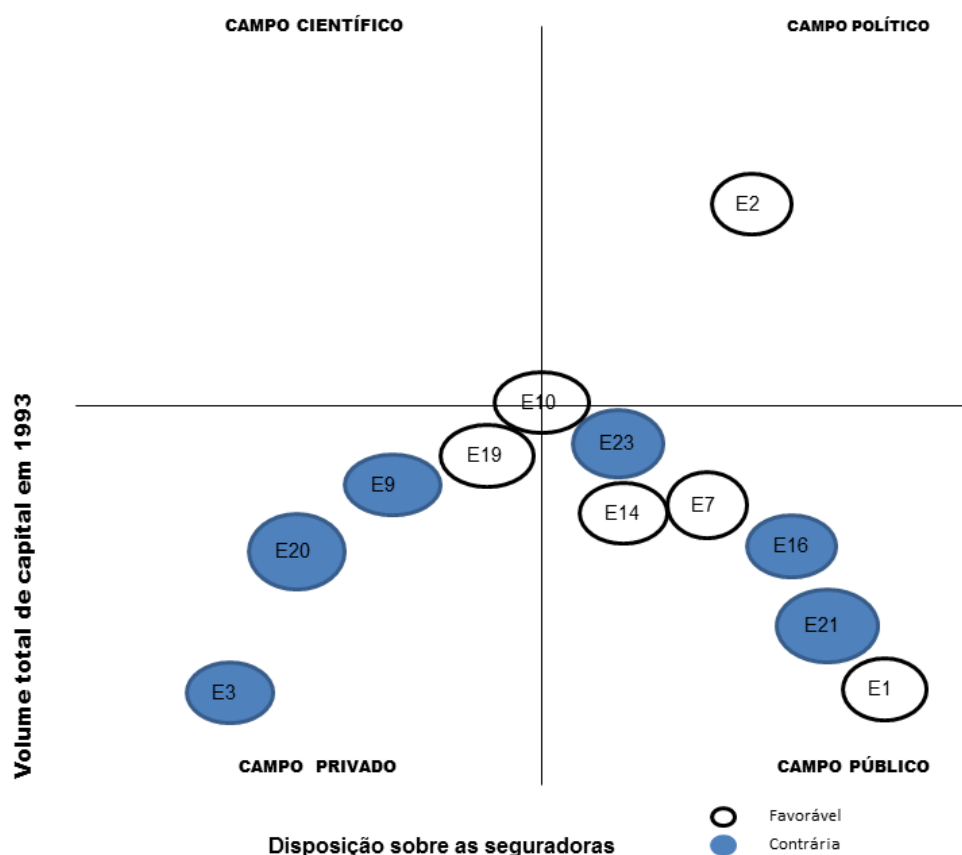 CAMPO CIENTÍFICO
CAMPO POLÍTICO
E2
E10
E23
E19
E9
E14
E7
E20
E16
E21
E3
E1
Volume total de capital em 1993
CAMPO PRIVADO
CAMPO PÚBLICO
Favorável
Disposição sobre as seguradoras
Contrária